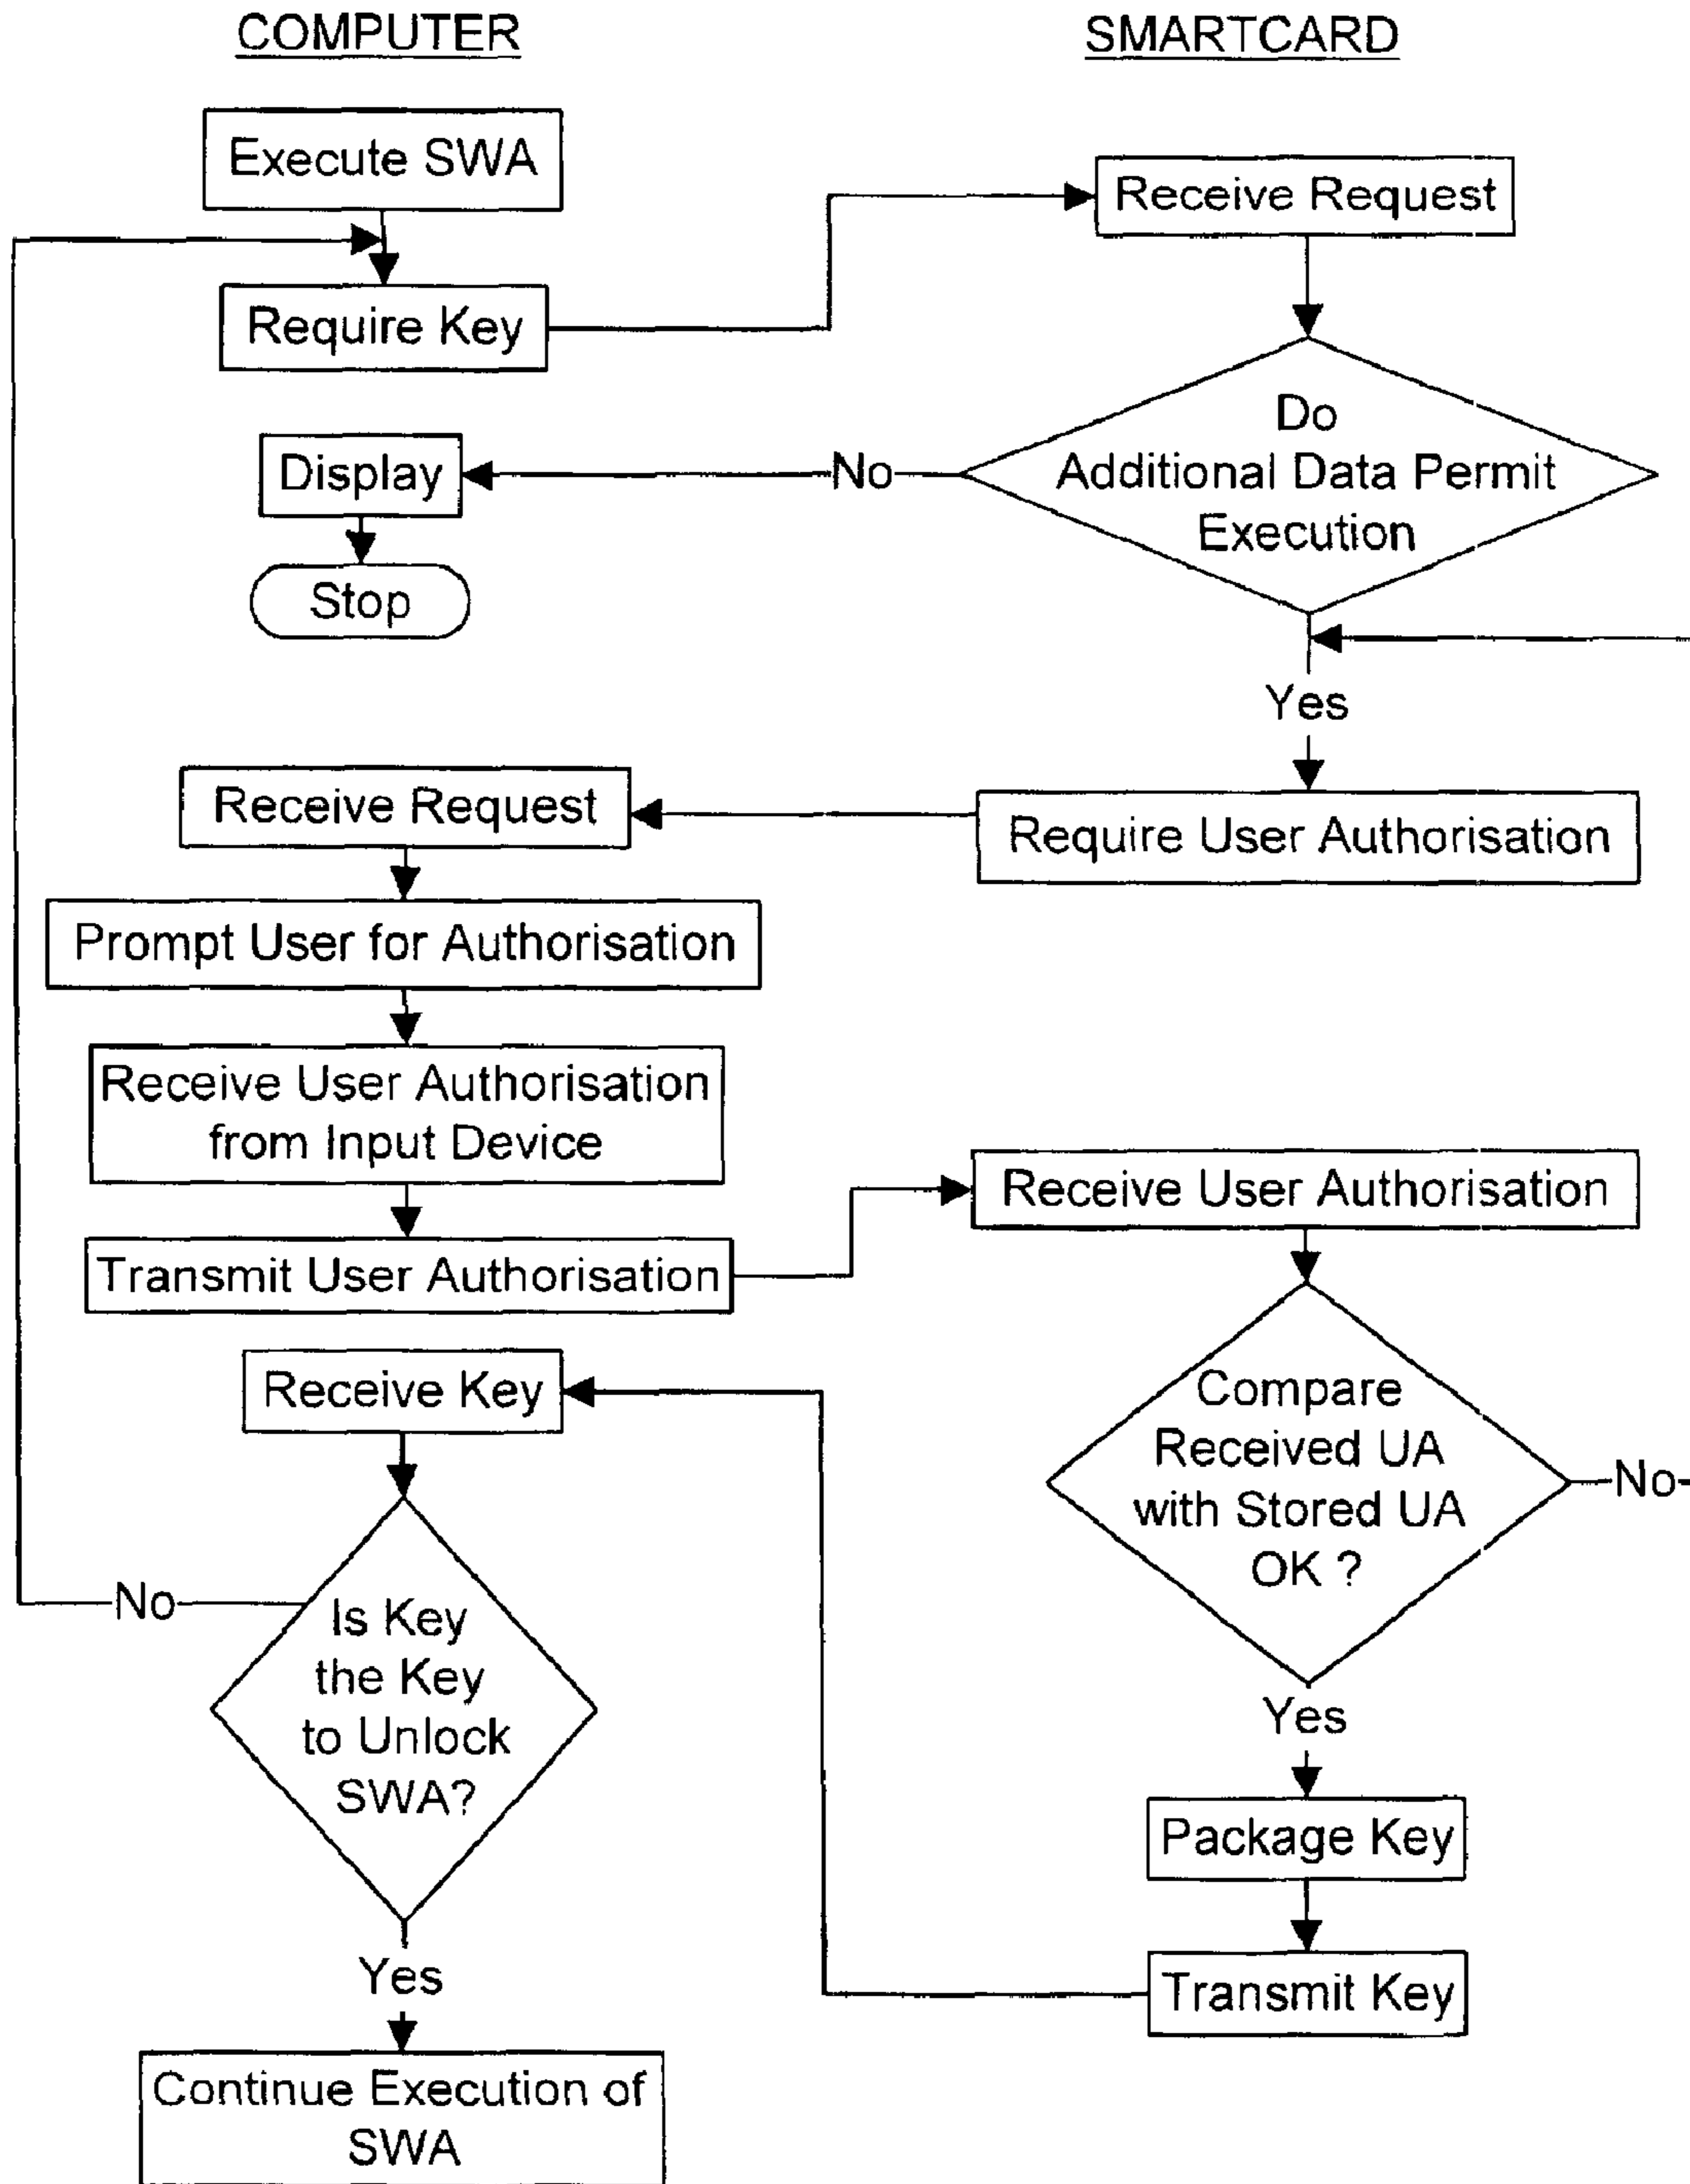 COMPUTER
SMARTCARD
Execute SWA
Receive Request
Require Key
Do
Additional Data Permit
Execution
No
Display
Stop
Yes
Receive Request
Require User Authorisation
Prompt User for Authorisation
Receive User Authorisation
from Input Device
Receive User Authorisation
Transmit User Authorisation
Receive Key
Compare
Received UA
with Stored UA
OK ?
No
No
Is Key
the Key
to Unlock
SWA?
Yes
Package Key
Yes
Transmit Key
Continue Execution of
SWA